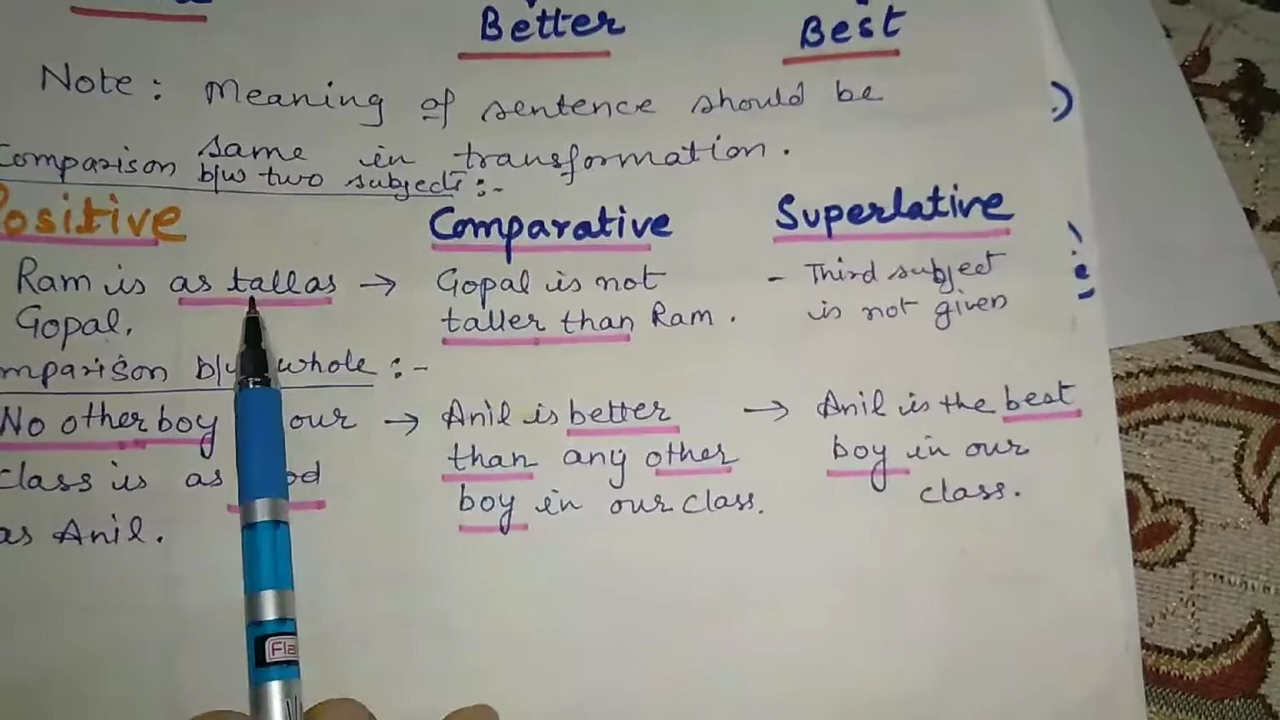 Better Best
Note: Meaning of sentence should be
same in transformation.
Comparison b/w two subjects :-
Positive Comparative Superlative
Ram is as tall as → Gopal is not - Third subject
Gopal. taller than Ram. is not given
mparison b/w whole :-
No other boy our → Anil is better → Anil is the best
class is as than any other boy in our
as Anil. boy in our class. class.
Fla